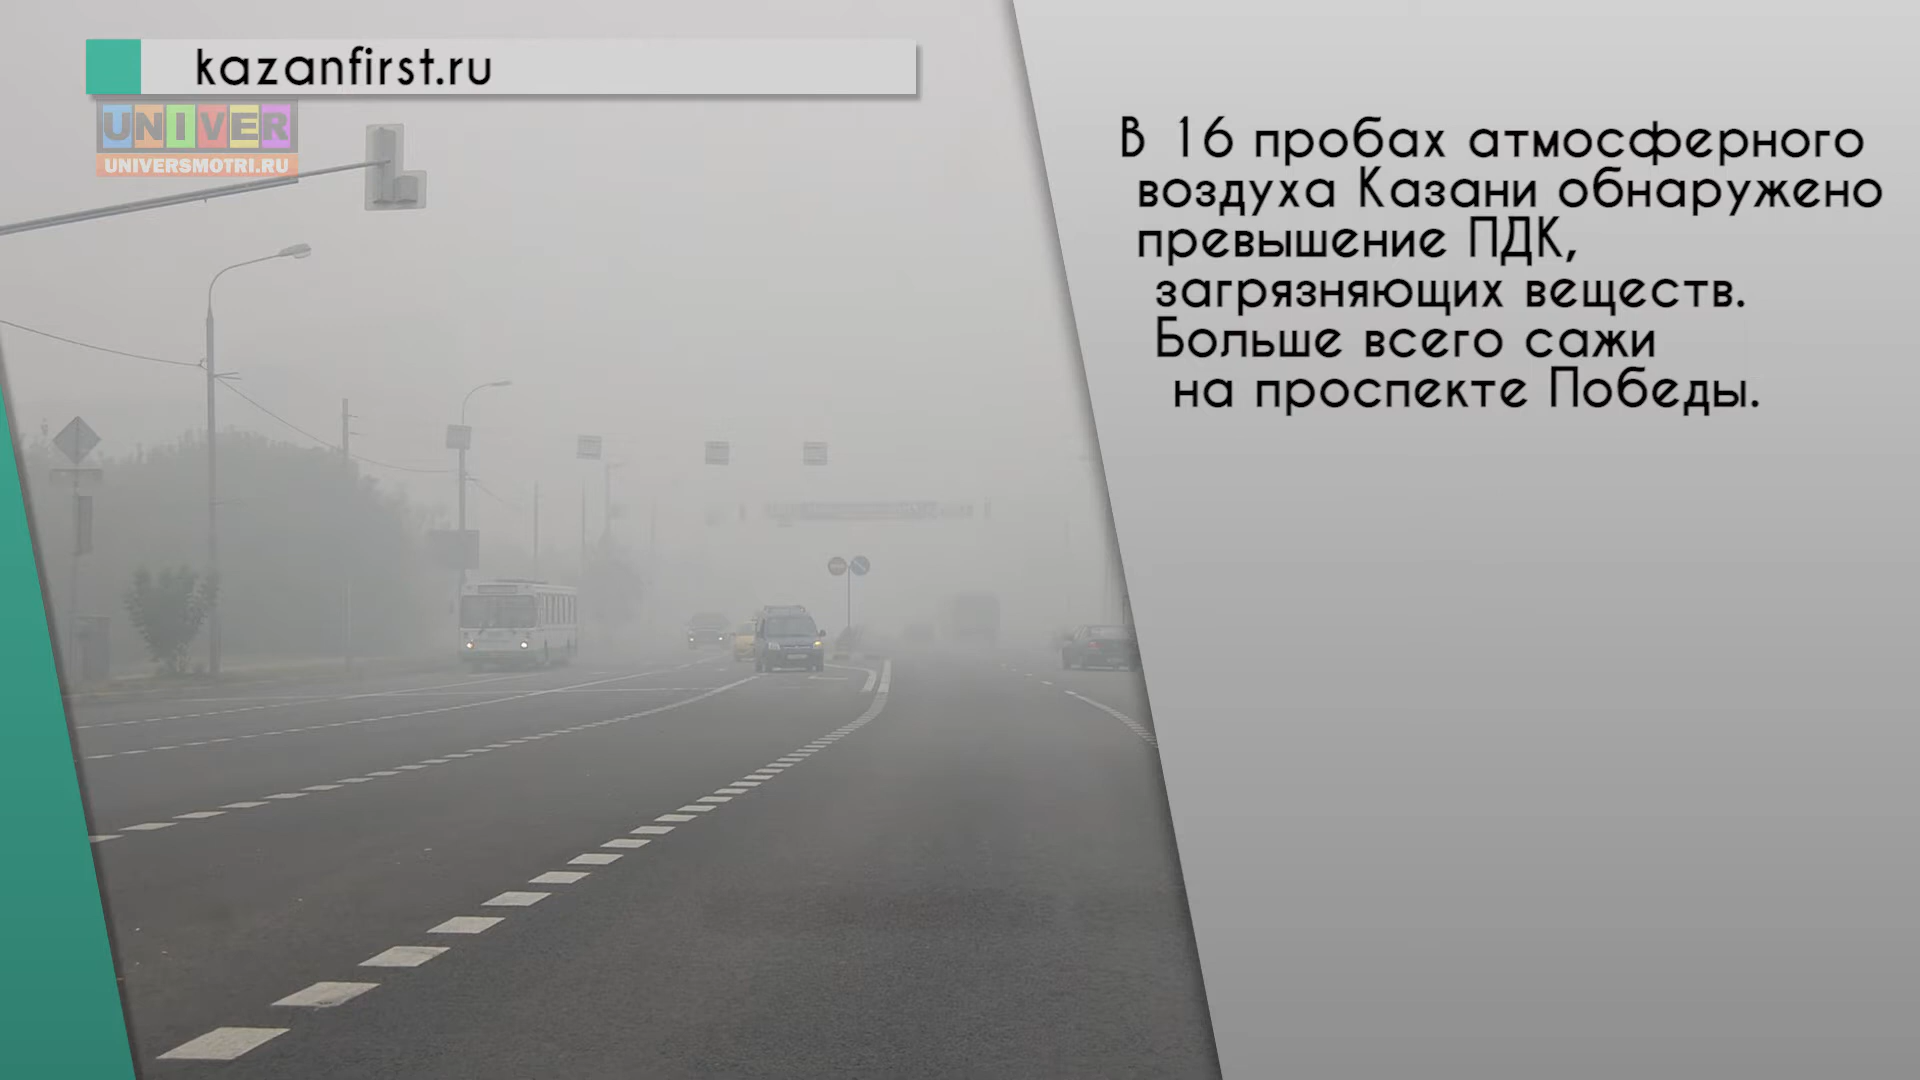 kazanfirst.ru
UNIVER
UNIVERSMOTRI.RU
В 16 пробах атмосферного
воздуха Казани обнаружено
превышение ПДК,
загрязняющих веществ.
Больше всего сажи
на проспекте Победы.